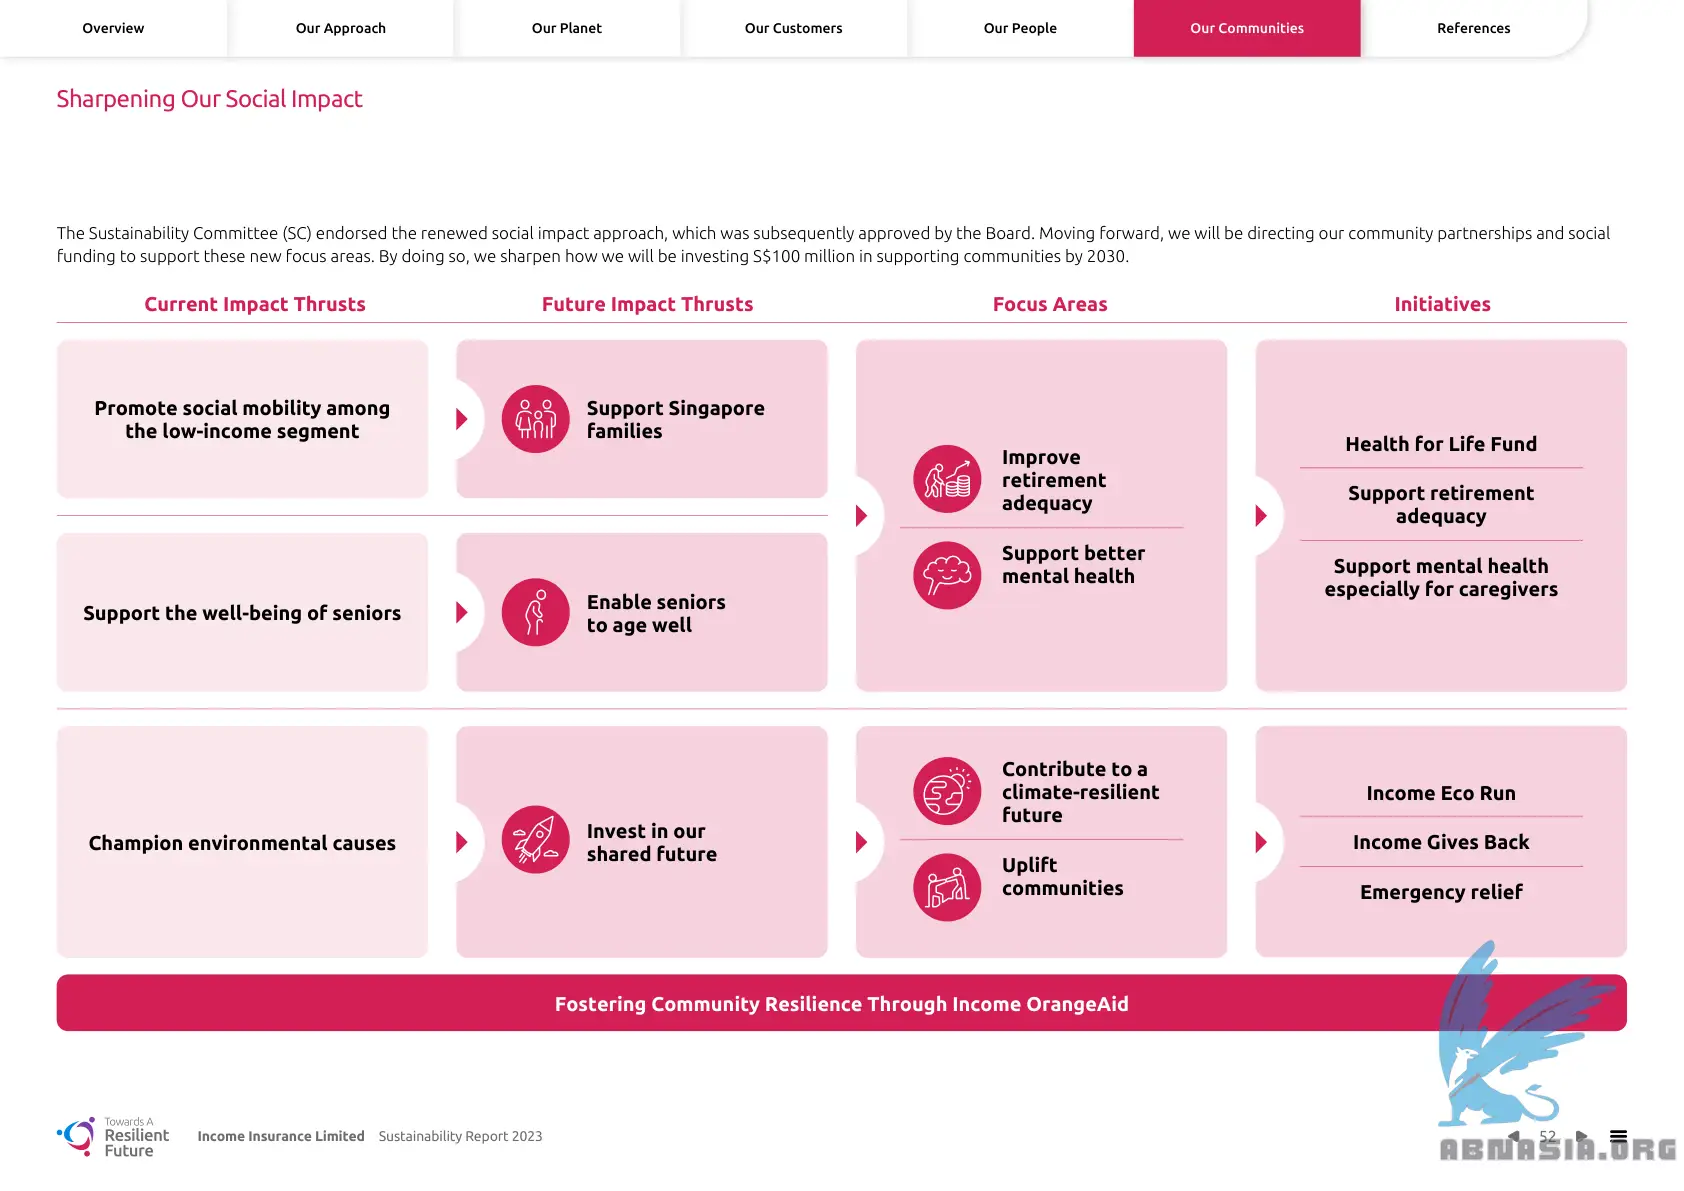 Overview
Our Approach
Our Planet
Our Customers
Our People
Our Communities
References
Sharpening Our Social Impact
The Sustainability Committee (SC) endorsed the renewed social impact approach, which was subsequently approved by the Board. Moving forward, we will be directing our community partnerships and social
funding to support these new focus areas. By doing so, we sharpen how we will be investing S$100 million in supporting communities by 2030.
Current Impact Thrusts
Future Impact Thrusts
Focus Areas
Initiatives
Promote social mobility among
the low-income segment
Support Singapore
families
Support the well-being of seniors
Enable seniors
to age well
Improve
retirement
adequacy
Support better
mental health
Health for Life Fund
Support retirement
adequacy
Support mental health
especially for caregivers
Champion environmental causes
Invest in our
shared future
Contribute to a
climate-resilient
future
Uplift
communities
Income Eco Run
Income Gives Back
Emergency relief
Fostering Community Resilience Through Income OrangeAid
Towards A
Resilient
Future
Income Insurance Limited Sustainability Report 2023
52
ABNASIA.ORG